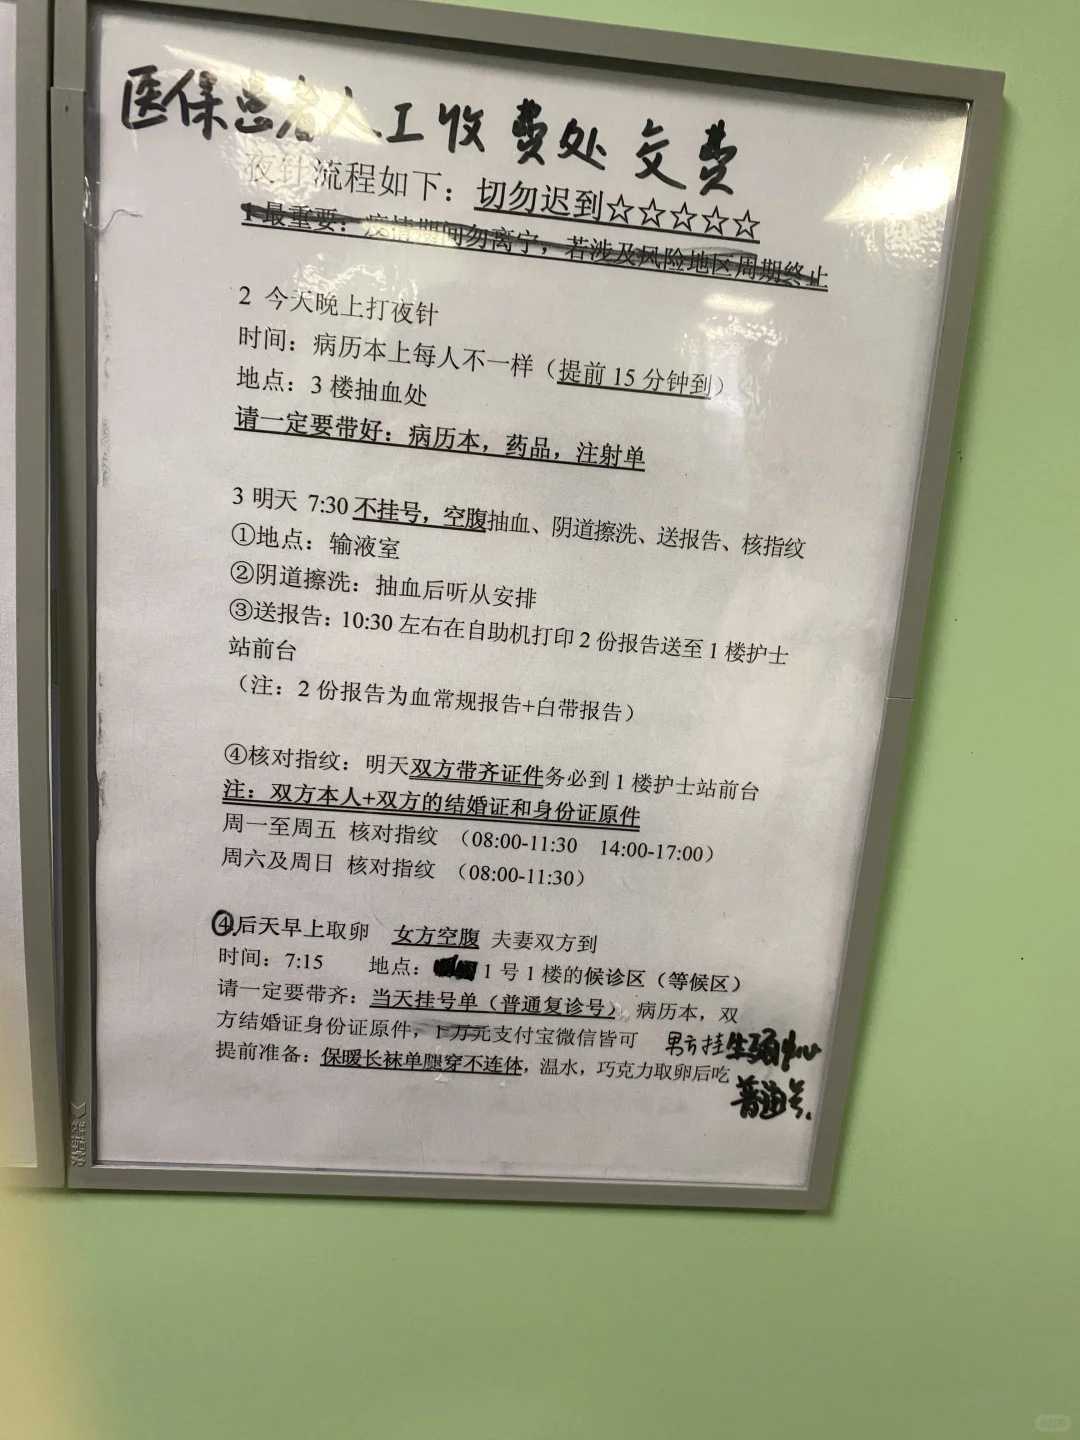 医保患者人工收费处交费
夜针流程如下：切勿迟到☆☆☆☆☆
1 最重要：疫情期间勿离宁，若涉及风险地区周期终止
2 今天晚上打夜针
时间：病历本上每人不一样（提前 15 分钟到）
地点：3 楼抽血处
请一定要带好：病历本，药品，注射单
3 明天 7:30 不挂号，空腹抽血、阴道擦洗、送报告、核指纹
①地点：输液室
②阴道擦洗：抽血后听从安排
③送报告：10:30 左右在自助机打印 2 份报告送至 1 楼护士
站前台
（注：2 份报告为血常规报告+白带报告）
④核对指纹：明天双方带齐证件务必到 1 楼护士站前台
注：双方本人+双方的结婚证和身份证原件
周一至周五 核对指纹 （08:00-11:30 14:00-17:00）
周六及周日 核对指纹 （08:00-11:30）
④后天早上取卵 女方空腹 夫妻双方到
时间：7:15 地点： 1 号 1 楼的候诊区（等候区）
请一定要带齐：当天挂号单（普通复诊号），病历本，双
方结婚证身份证原件，1 万元支付宝微信皆可
男方挂生殖中心
提前准备：保暖长袜单腿穿不连体，温水，巧克力取卵后吃
普通号.